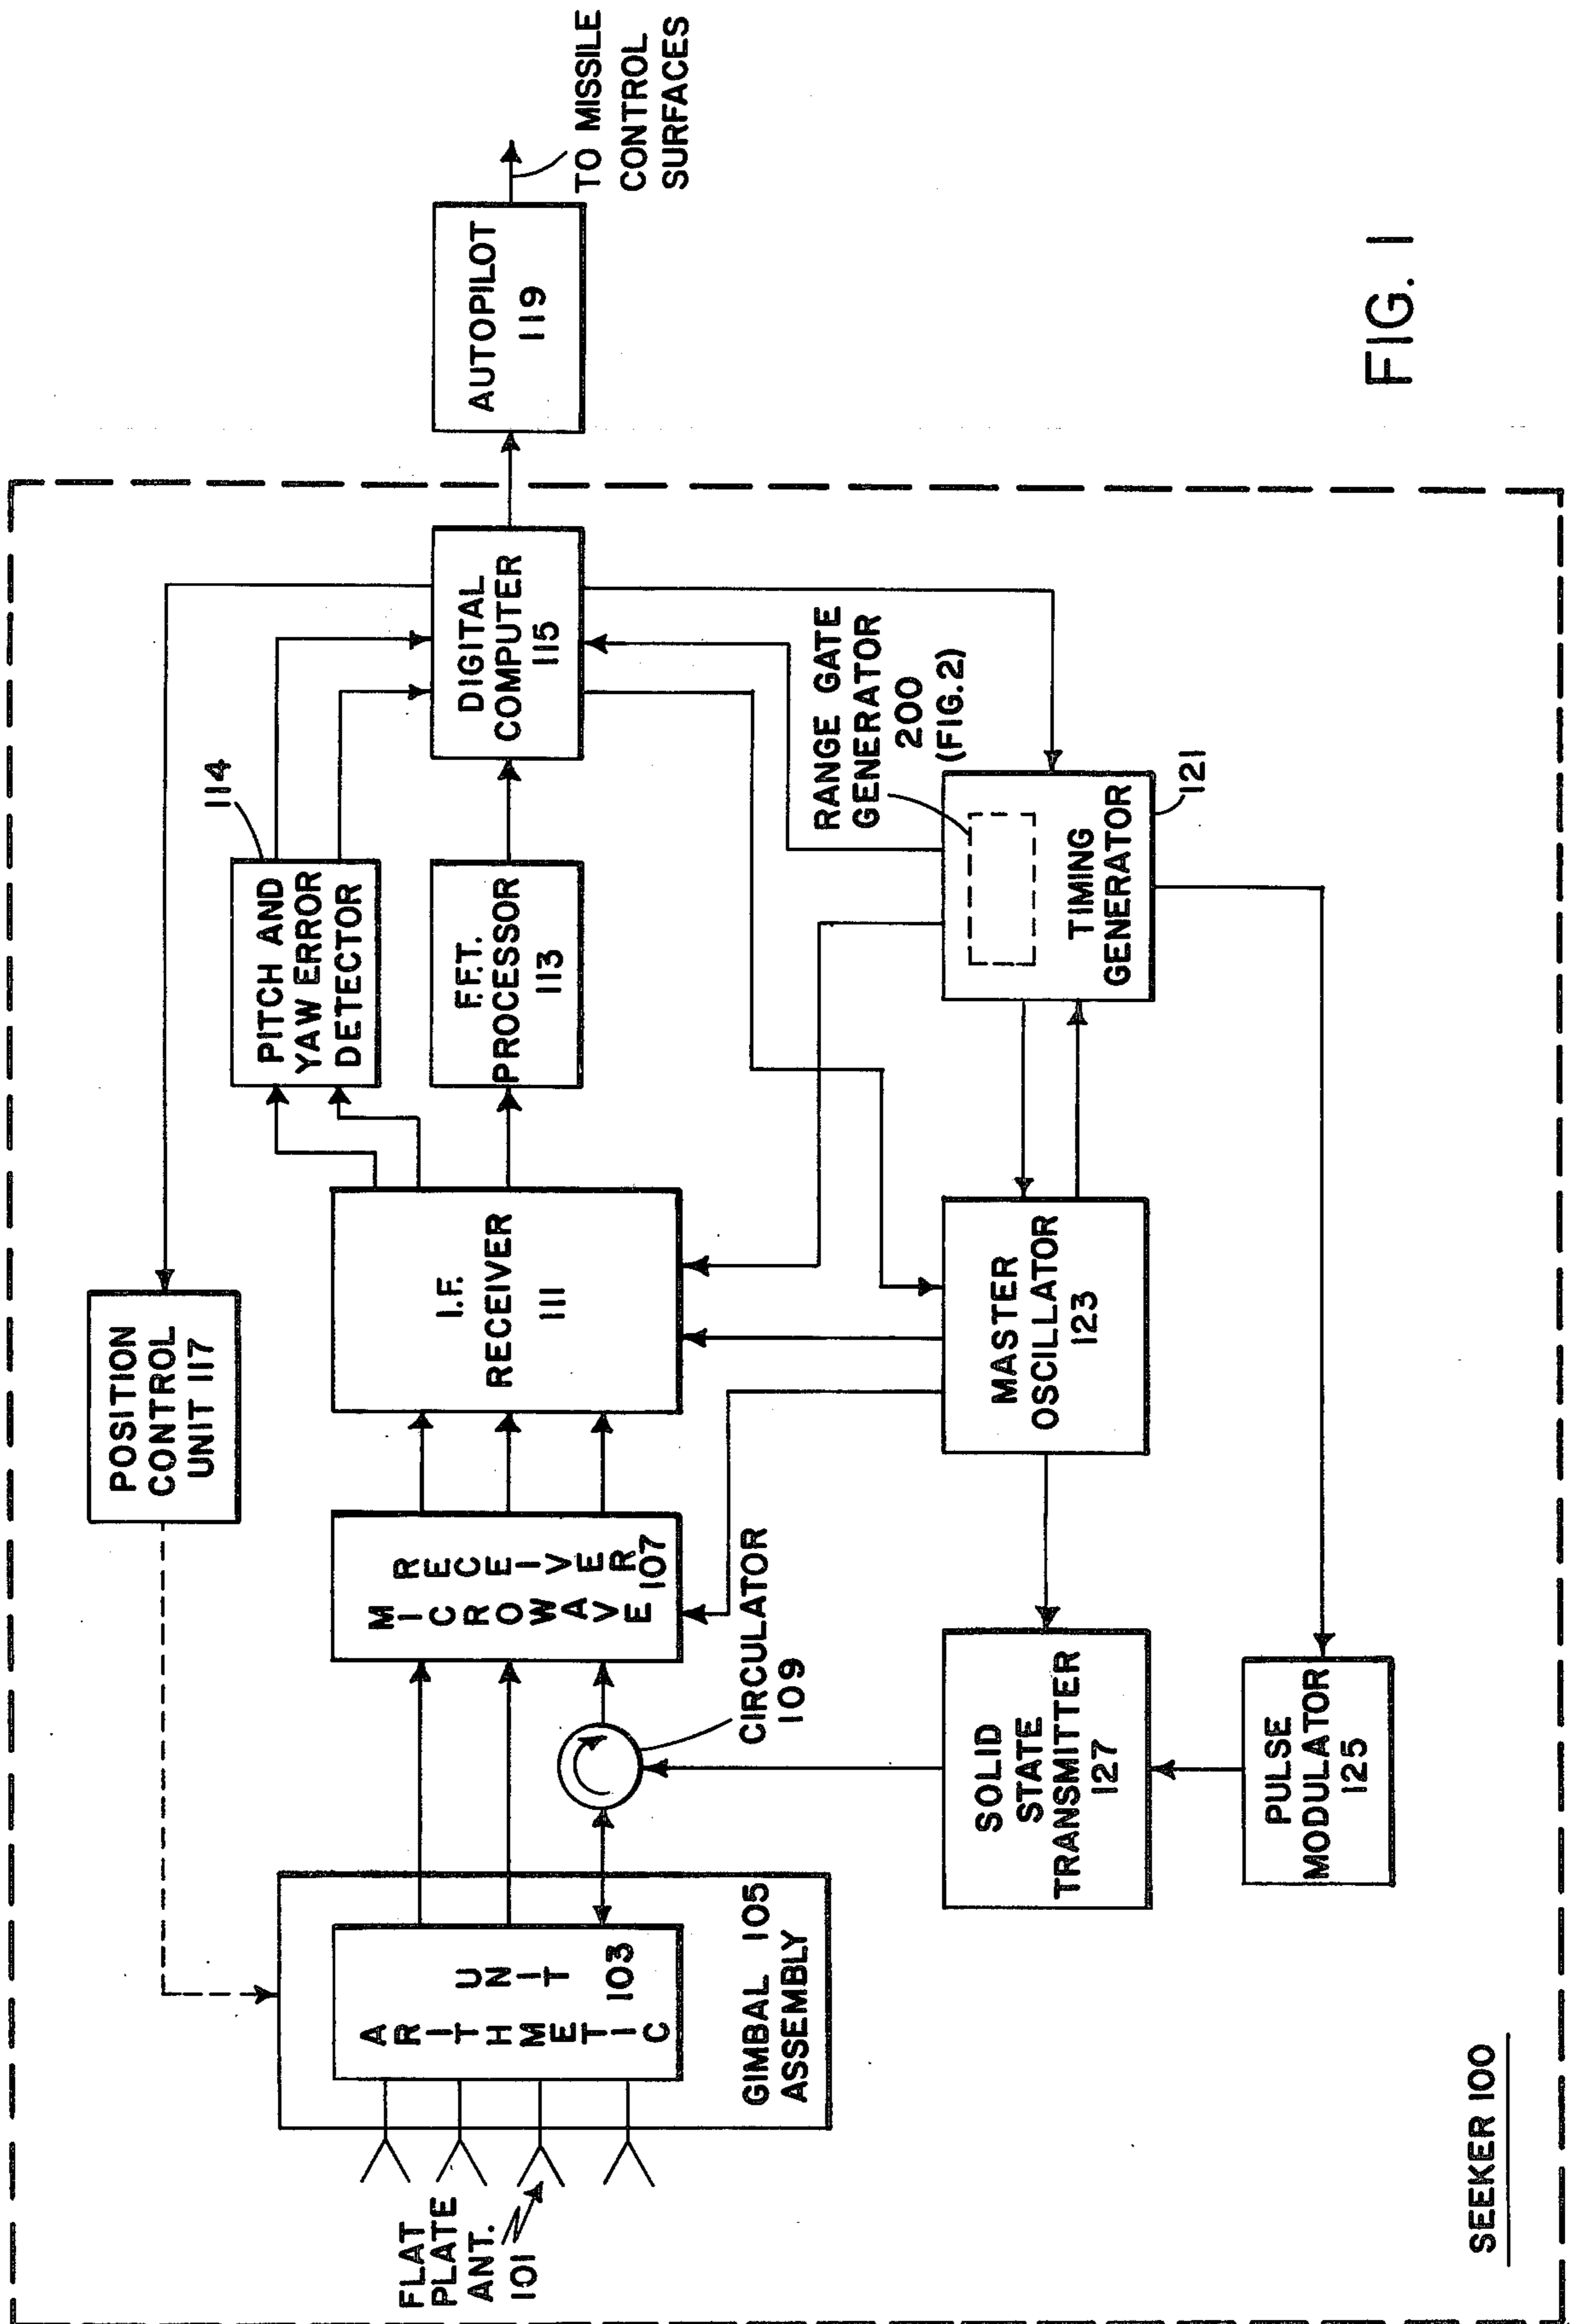 POSITION
CONTROL
UNIT 117
114
PITCH AND
YAW ERROR
DETECTOR
FLAT
PLATE
ANT.
101
ARITHMETIC
UNIT
103
GIMBAL 105
ASSEMBLY
MICROWAVE
RECEIVER
107
CIRCULATOR
109
I.F.
RECEIVER
111
F.F.T.
PROCESSOR
113
DIGITAL
COMPUTER
115
AUTOPILOT
119
TO MISSILE
CONTROL
SURFACES
RANGE GATE
GENERATOR
200
(FIG.2)
SOLID
STATE
TRANSMITTER
127
MASTER
OSCILLATOR
123
TIMING
GENERATOR
121
PULSE
MODULATOR
125
SEEKER 100
FIG. 1